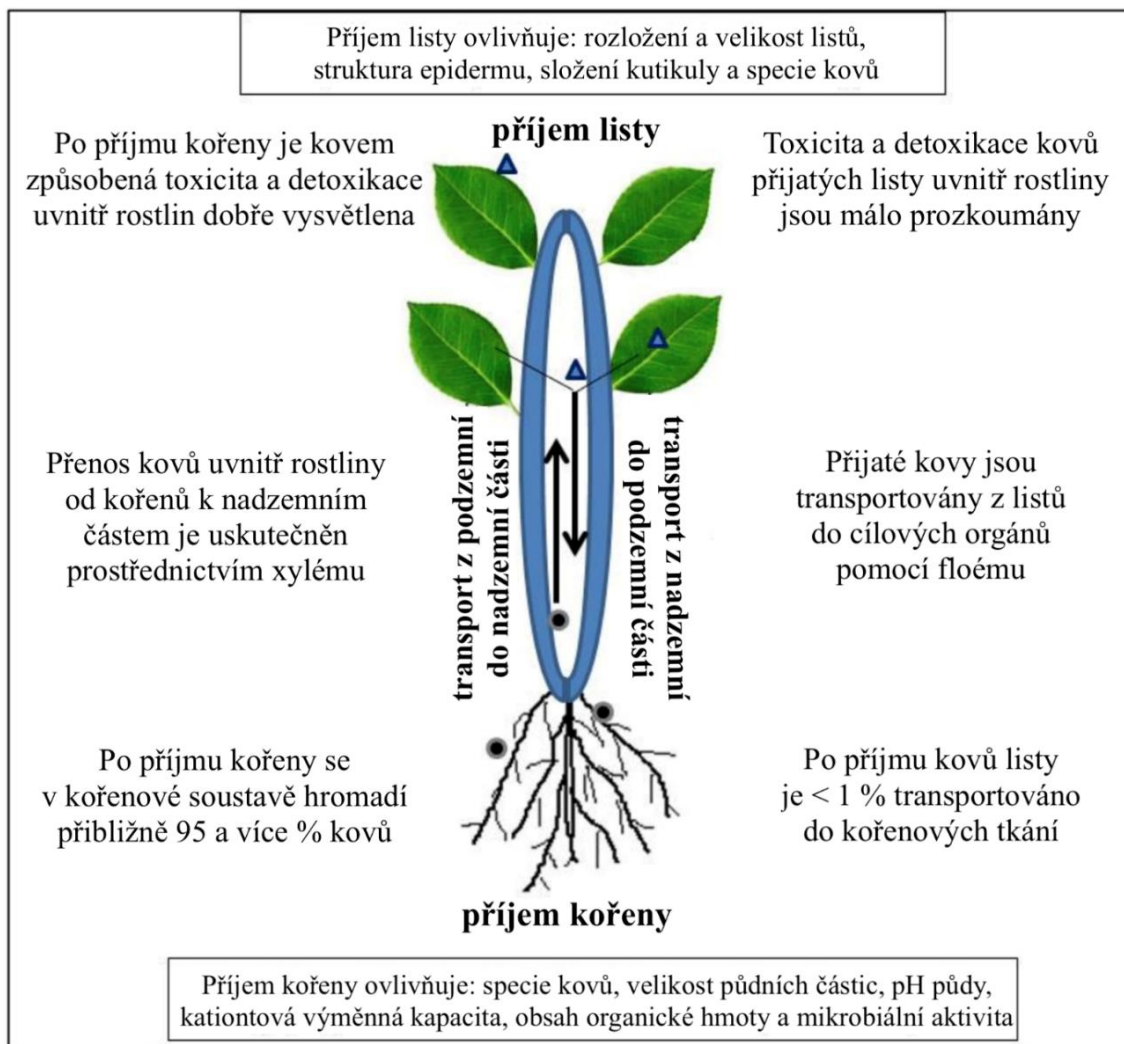 Příjem listy ovlivňuje: rozložení a velikost listů,
struktura epidermu, složení kutikuly a specie kovů
příjem listy
Po příjmu kořeny je kovem
způsobená toxicita a detoxikace
uvnitř rostlin dobře vysvětlena
Toxicita a detoxikace kovů
přijatých listy uvnitř rostliny
jsou málo prozkoumány
Přenos kovů uvnitř rostliny
od kořenů k nadzemním
částem je uskutečněn
prostřednictvím xylému
transport z podzemní
do nadzemní části
transport z nadzemní
do podzemní části
Přijaté kovy jsou
transportovány z listů
do cílových orgánů
pomocí floému
Po příjmu kořeny se
v kořenové soustavě hromadí
přibližně 95 a více % kovů
Po příjmu kovů listy
je < 1 % transportováno
do kořenových tkání
příjem kořeny
Příjem kořeny ovlivňuje: specie kovů, velikost půdních částic, pH půdy,
kationtová výměnná kapacita, obsah organické hmoty a mikrobiální aktivita